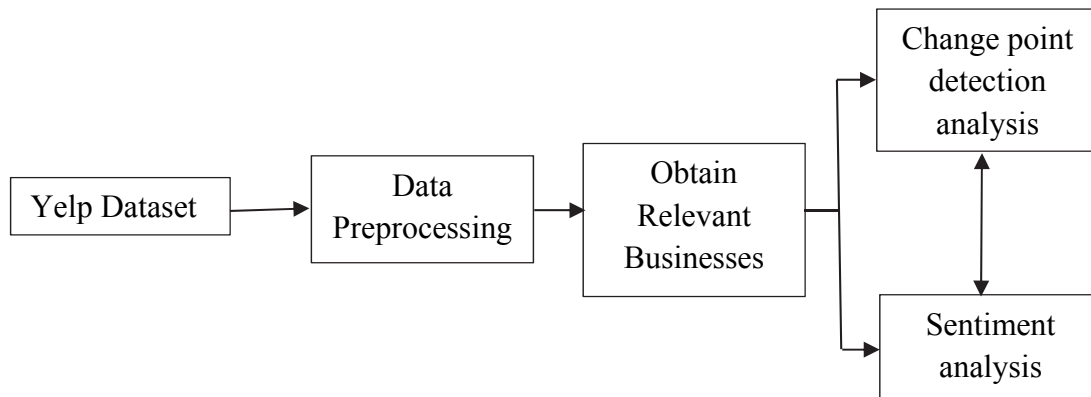 Yelp Dataset
Data
Preprocessing
Obtain
Relevant
Businesses
Change point
detection
analysis
Sentiment
analysis